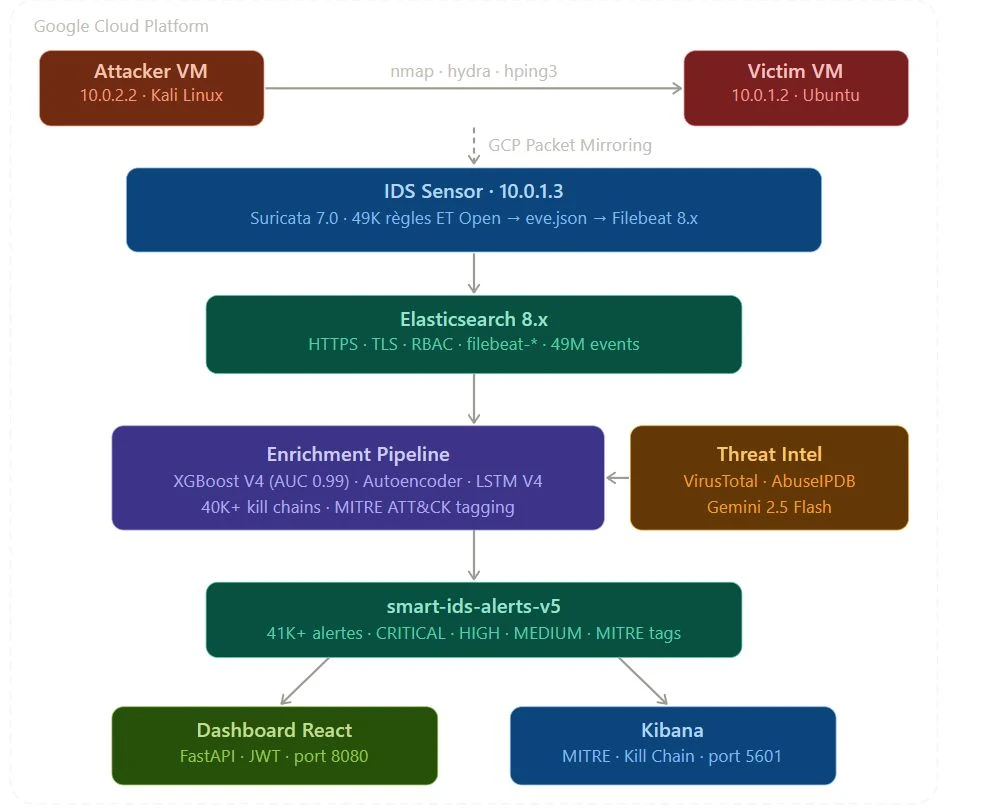 Google Cloud Platform
Attacker VM
10.0.2.2 · Kali Linux
nmap · hydra · hping3
Victim VM
10.0.1.2 · Ubuntu
GCP Packet Mirroring
IDS Sensor · 10.0.1.3
Suricata 7.0 · 49K règles ET Open → eve.json → Filebeat 8.x
Elasticsearch 8.x
HTTPS · TLS · RBAC · filebeat-* · 49M events
Enrichment Pipeline
XGBoost V4 (AUC 0.99) · Autoencoder · LSTM V4
40K+ kill chains · MITRE ATT&CK tagging
Threat Intel
VirusTotal · AbuseIPDB
Gemini 2.5 Flash
smart-ids-alerts-v5
41K+ alertes · CRITICAL · HIGH · MEDIUM · MITRE tags
Dashboard React
FastAPI · JWT · port 8080
Kibana
MITRE · Kill Chain · port 5601